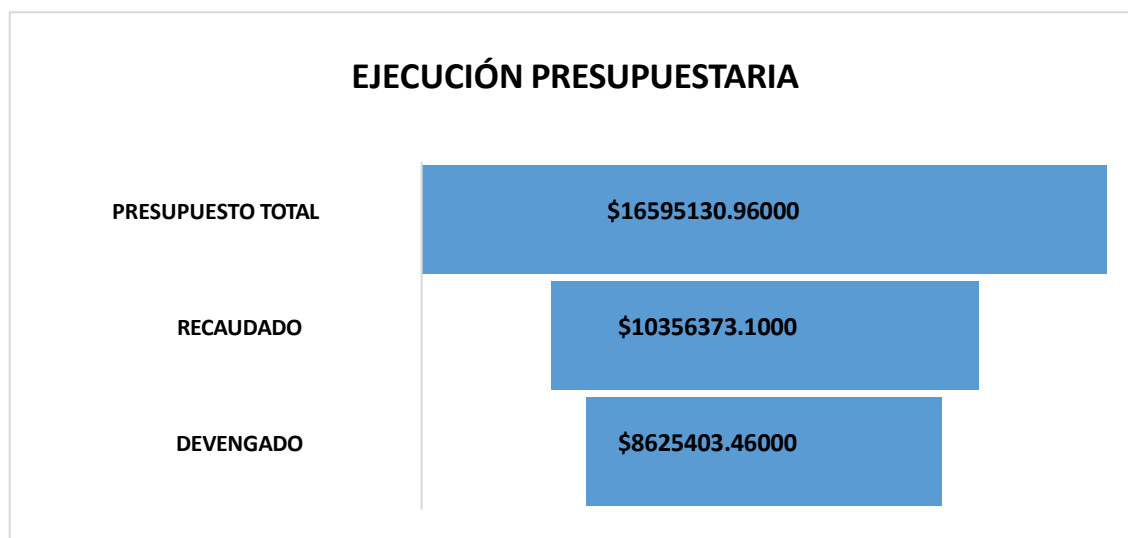 EJECUCIÓN PRESUPUESTARIA
PRESUPUESTO TOTAL $16595130.96000
RECAUDADO $10356373.1000
DEVENGADO $8625403.46000